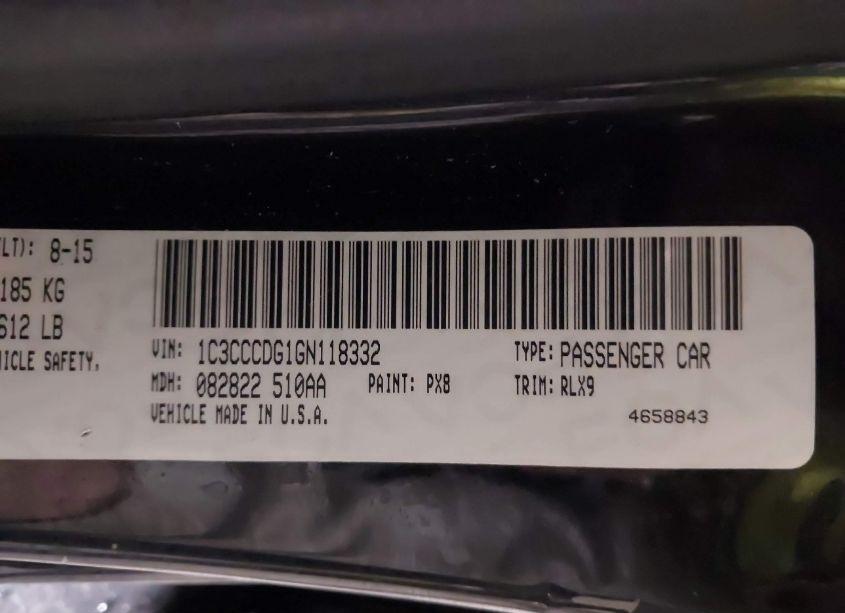 LT): 8-15
185 KG
612 LB
HICLE SAFETY.
VIN: 1C3CCCDG1GN118332 TYPE: PASSENGER CAR
MDH: 082822 510AA PAINT: PX8 TRIM: RLX9
VEHICLE MADE IN U.S.A. 4658843